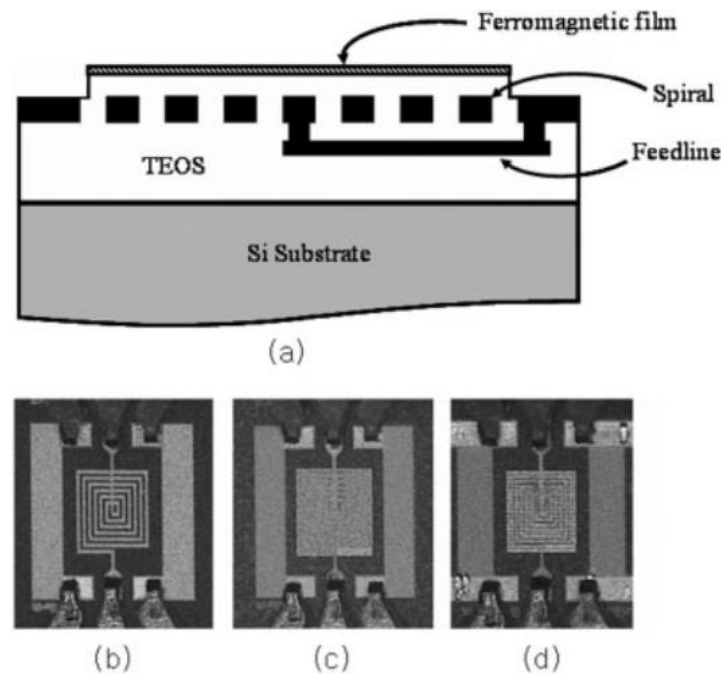 Ferromagnetic film
Spiral
Feedline
TEOS
Si Substrate
(a)
(b)
(c)
(d)